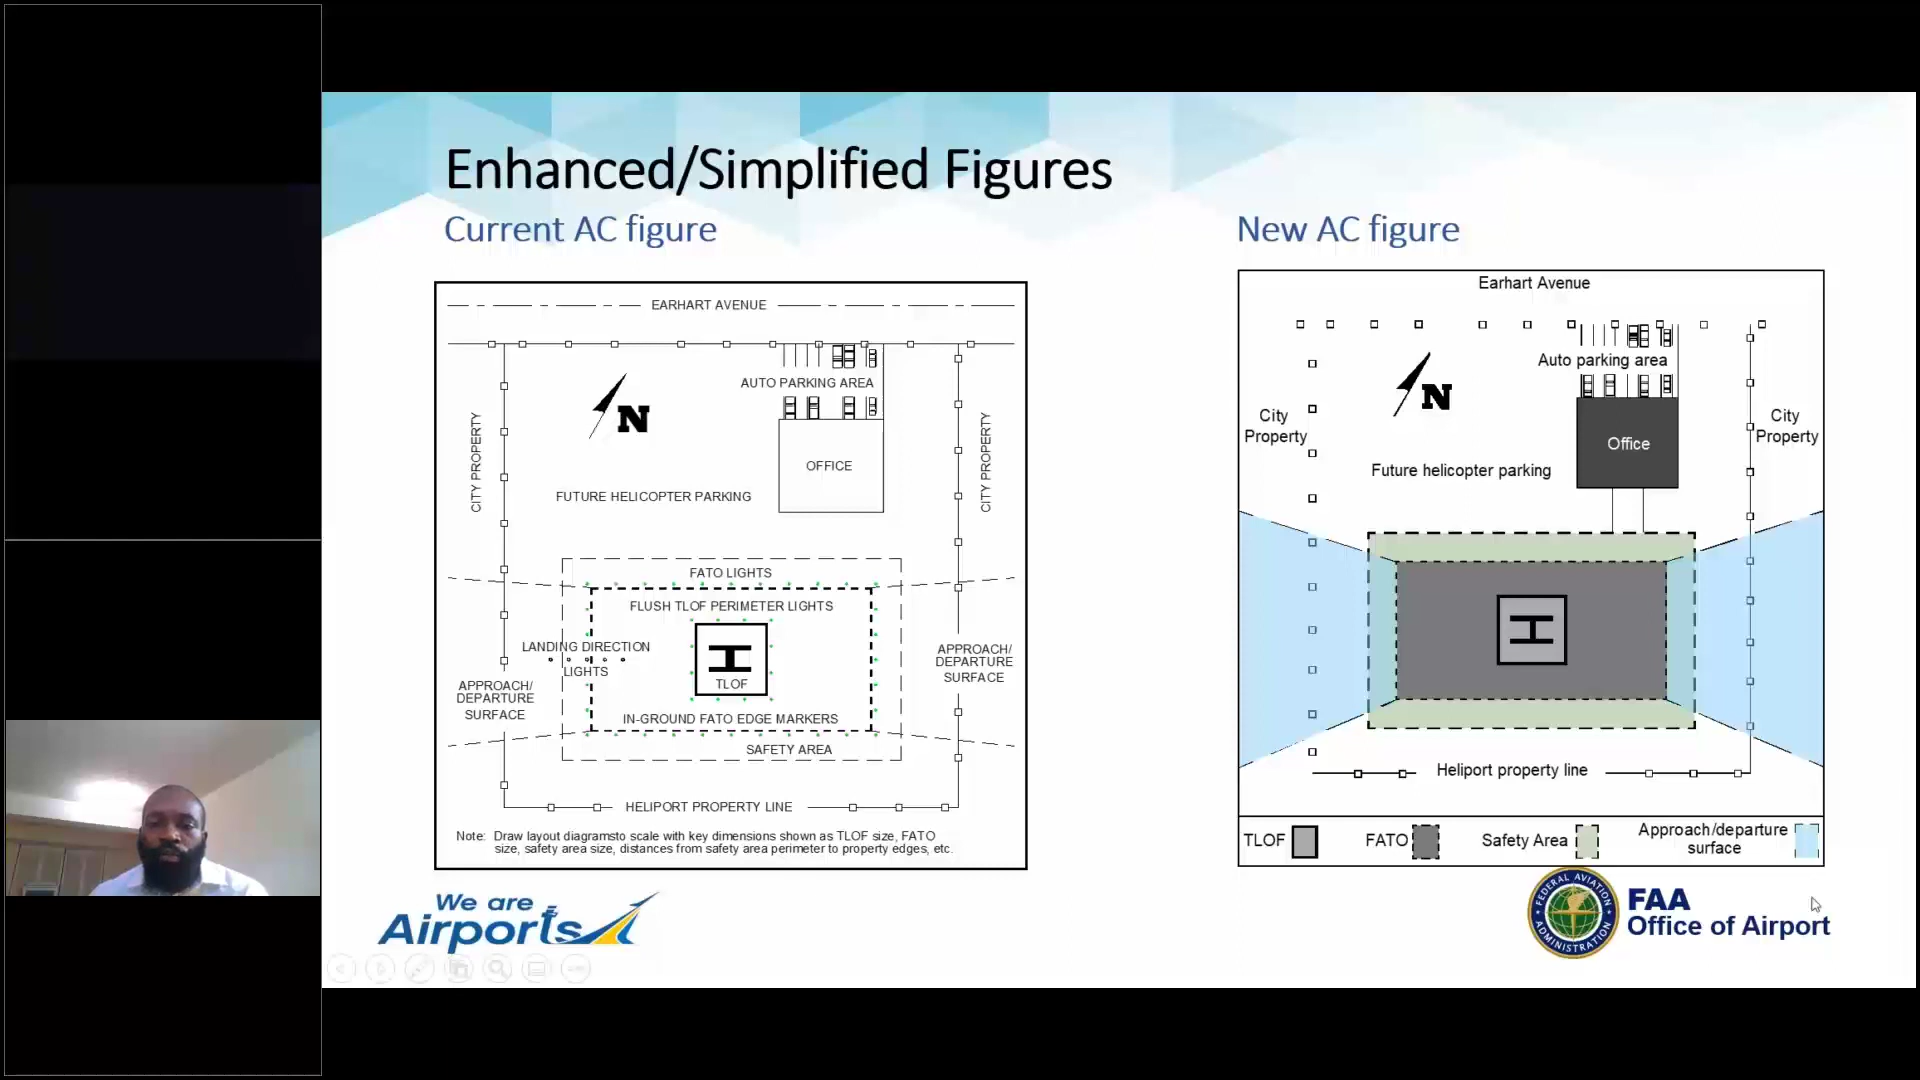 Enhanced/Simplified Figures
Current AC figure
EARHART AVENUE
AUTO PARKING AREA
N
CITY PROPERTY
OFFICE
CITY PROPERTY
FUTURE HELICOPTER PARKING
FATO LIGHTS
FLUSH TLOF PERIMETER LIGHTS
LANDING DIRECTION
LIGHTS
H
TLOF
APPROACH/
DEPARTURE
SURFACE
APPROACH/
DEPARTURE
SURFACE
IN-GROUND FATO EDGE MARKERS
SAFETY AREA
HELIPORT PROPERTY LINE
Note: Draw layout diagramsto scale with key dimensions shown as TLOF size, FATO
size, safety area size, distances from safety area perimeter to property edges, etc.
New AC figure
Earhart Avenue
Auto parking area
N
City
Property
Office
City
Property
Future helicopter parking
H
Heliport property line
TLOF
FATO
Safety Area
Approach/departure
surface
We are
Airports
FEDERAL AVIATION
ADMINISTRATION
FAA
Office of Airport